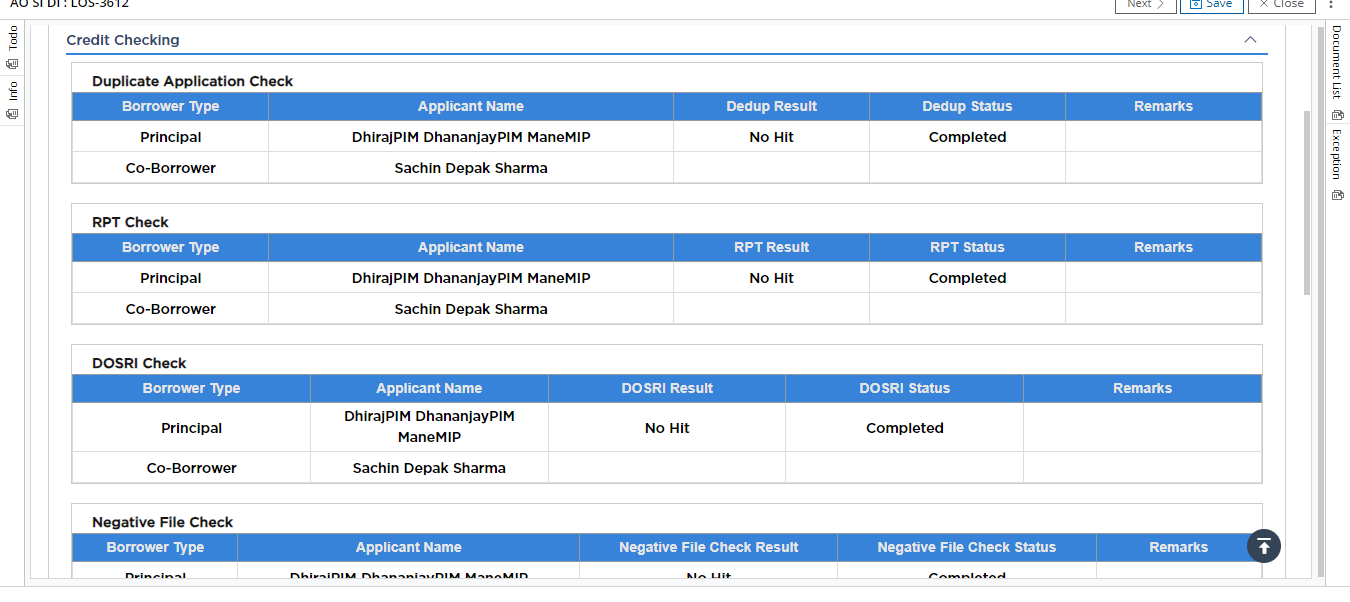 AO SI DI : LOS-3612
Next
Save
Close
Todo
Info
Document List
Exception
Credit Checking
Duplicate Application Check
Borrower Type Applicant Name Dedup Result Dedup Status Remarks
Principal DhirajPIM DhananjayPIM ManeMIP No Hit Completed
Co-Borrower Sachin Depak Sharma
RPT Check
Borrower Type Applicant Name RPT Result RPT Status Remarks
Principal DhirajPIM DhananjayPIM ManeMIP No Hit Completed
Co-Borrower Sachin Depak Sharma
DOSRI Check
Borrower Type Applicant Name DOSRI Result DOSRI Status Remarks
Principal DhirajPIM DhananjayPIM
ManeMIP No Hit Completed
Co-Borrower Sachin Depak Sharma
Negative File Check
Borrower Type Applicant Name Negative File Check Result Negative File Check Status Remarks
Principal DhirajPIM DhananjayPIM ManeMIP No Hit Completed